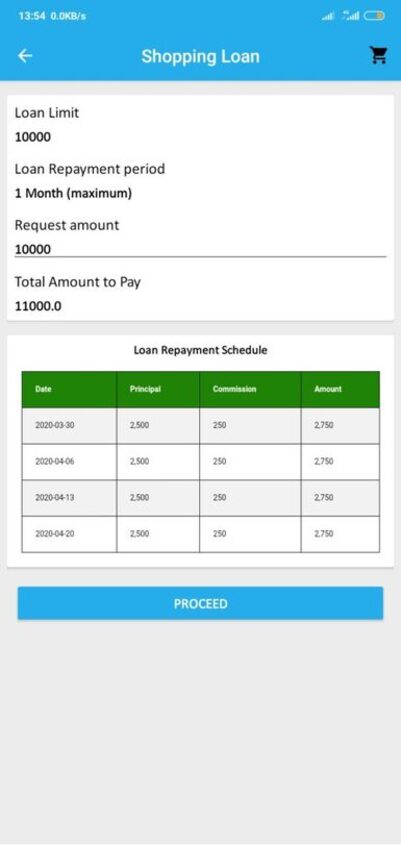 13:54 0.0KB/s 4G
Shopping Loan
Loan Limit
10000
Loan Repayment period
1 Month (maximum)
Request amount
10000
Total Amount to Pay
11000.0
Loan Repayment Schedule
Date Principal Commission Amount
2020-03-30 2,500 250 2,750
2020-04-06 2,500 250 2,750
2020-04-13 2,500 250 2,750
2020-04-20 2,500 250 2,750
PROCEED